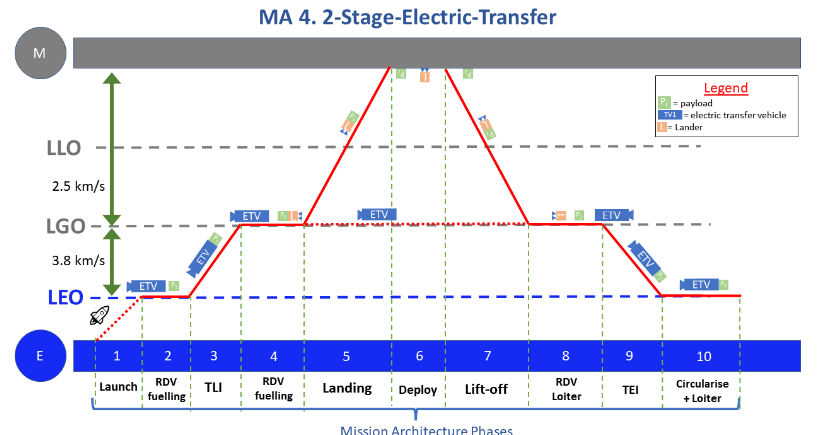 MA 4. 2-Stage-Electric-Transfer
M
Legend
= payload
TV1 = electric transfer vehicle
= Lander
LLO
2.5 km/s
LGO
ETV
ETV
ETV
3.8 km/s
ETV
ETV
LEO
ETV
ETV
E
1 2 3 4 5 6 7 8 9 10
Launch
RDV fuelling
TLI
RDV fuelling
Landing
Deploy
Lift-off
RDV Loiter
TEI
Circularise + Loiter
Mission Architecture Phases